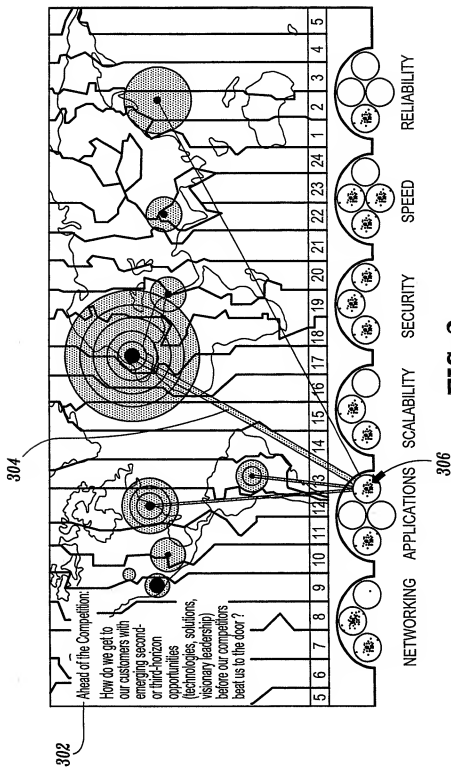 302
Ahead of the Competition:
How do we get to
our customers with
emerging second-
or third-horizon
opportunities
(technologies, solutions,
visionary leadership)
before our competitors
beat us to the door ?
304
5 6 7 8 9 10 11 12 13 14 15 16 17 18 19 20 21 22 23 24 1 2 3 4 5
NETWORKING APPLICATIONS SCALABILITY SECURITY SPEED RELIABILITY
306